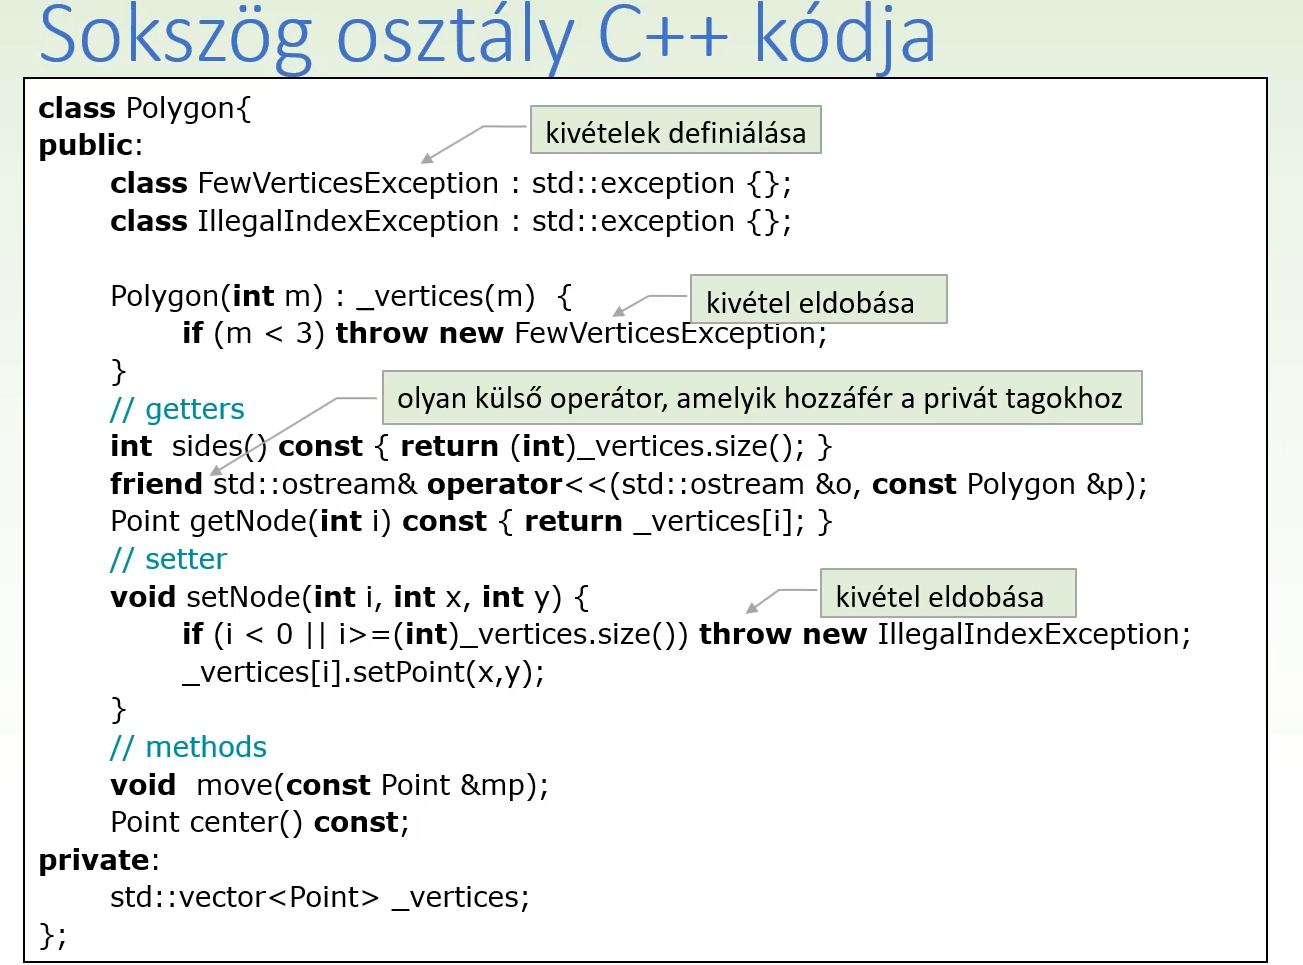 Sokszög osztály C++ kódja
class Polygon{
kivételek definiálása
public:
class FewVerticesException : std::exception {};
class IllegalIndexException : std::exception {};
Polygon(int m) : _vertices(m)  {
kivétel eldobása
if (m < 3) throw new FewVerticesException;
}
olyan külső operátor, amelyik hozzáfér a privát tagokhoz
// getters
int  sides() const { return (int)_vertices.size(); }
friend std::ostream& operator<<(std::ostream &o, const Polygon &p);
Point getNode(int i) const { return _vertices[i]; }
// setter
void setNode(int i, int x, int y) {
kivétel eldobása
if (i < 0 || i>=(int)_vertices.size()) throw new IllegalIndexException;
_vertices[i].setPoint(x,y);
}
// methods
void  move(const Point &mp);
Point center() const;
private:
std::vector<Point> _vertices;
};